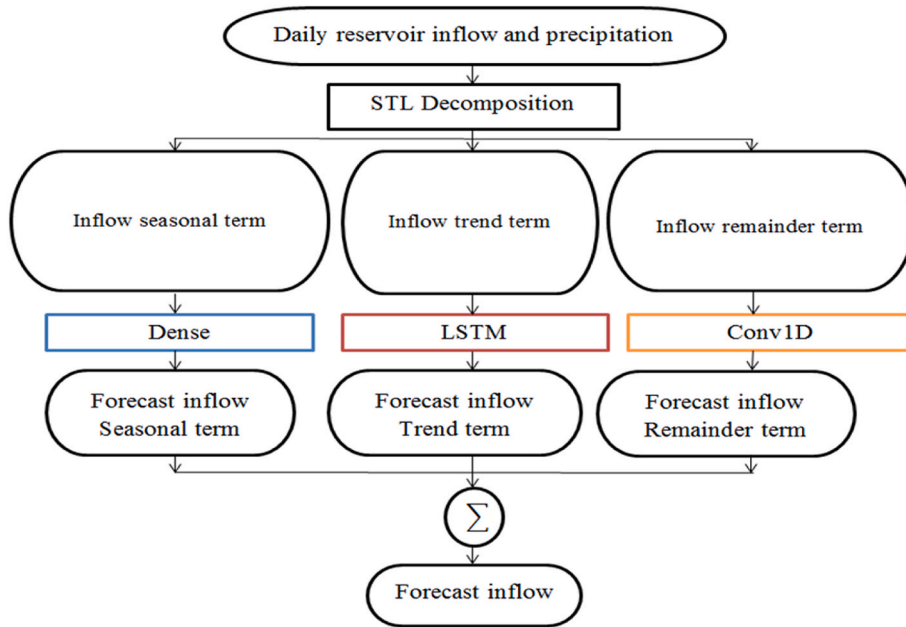 Daily reservoir inflow and precipitation
STL Decomposition
Inflow seasonal term
Inflow trend term
Inflow remainder term
Dense
LSTM
Conv1D
Forecast inflow
Seasonal term
Forecast inflow
Trend term
Forecast inflow
Remainder term
∑
Forecast inflow